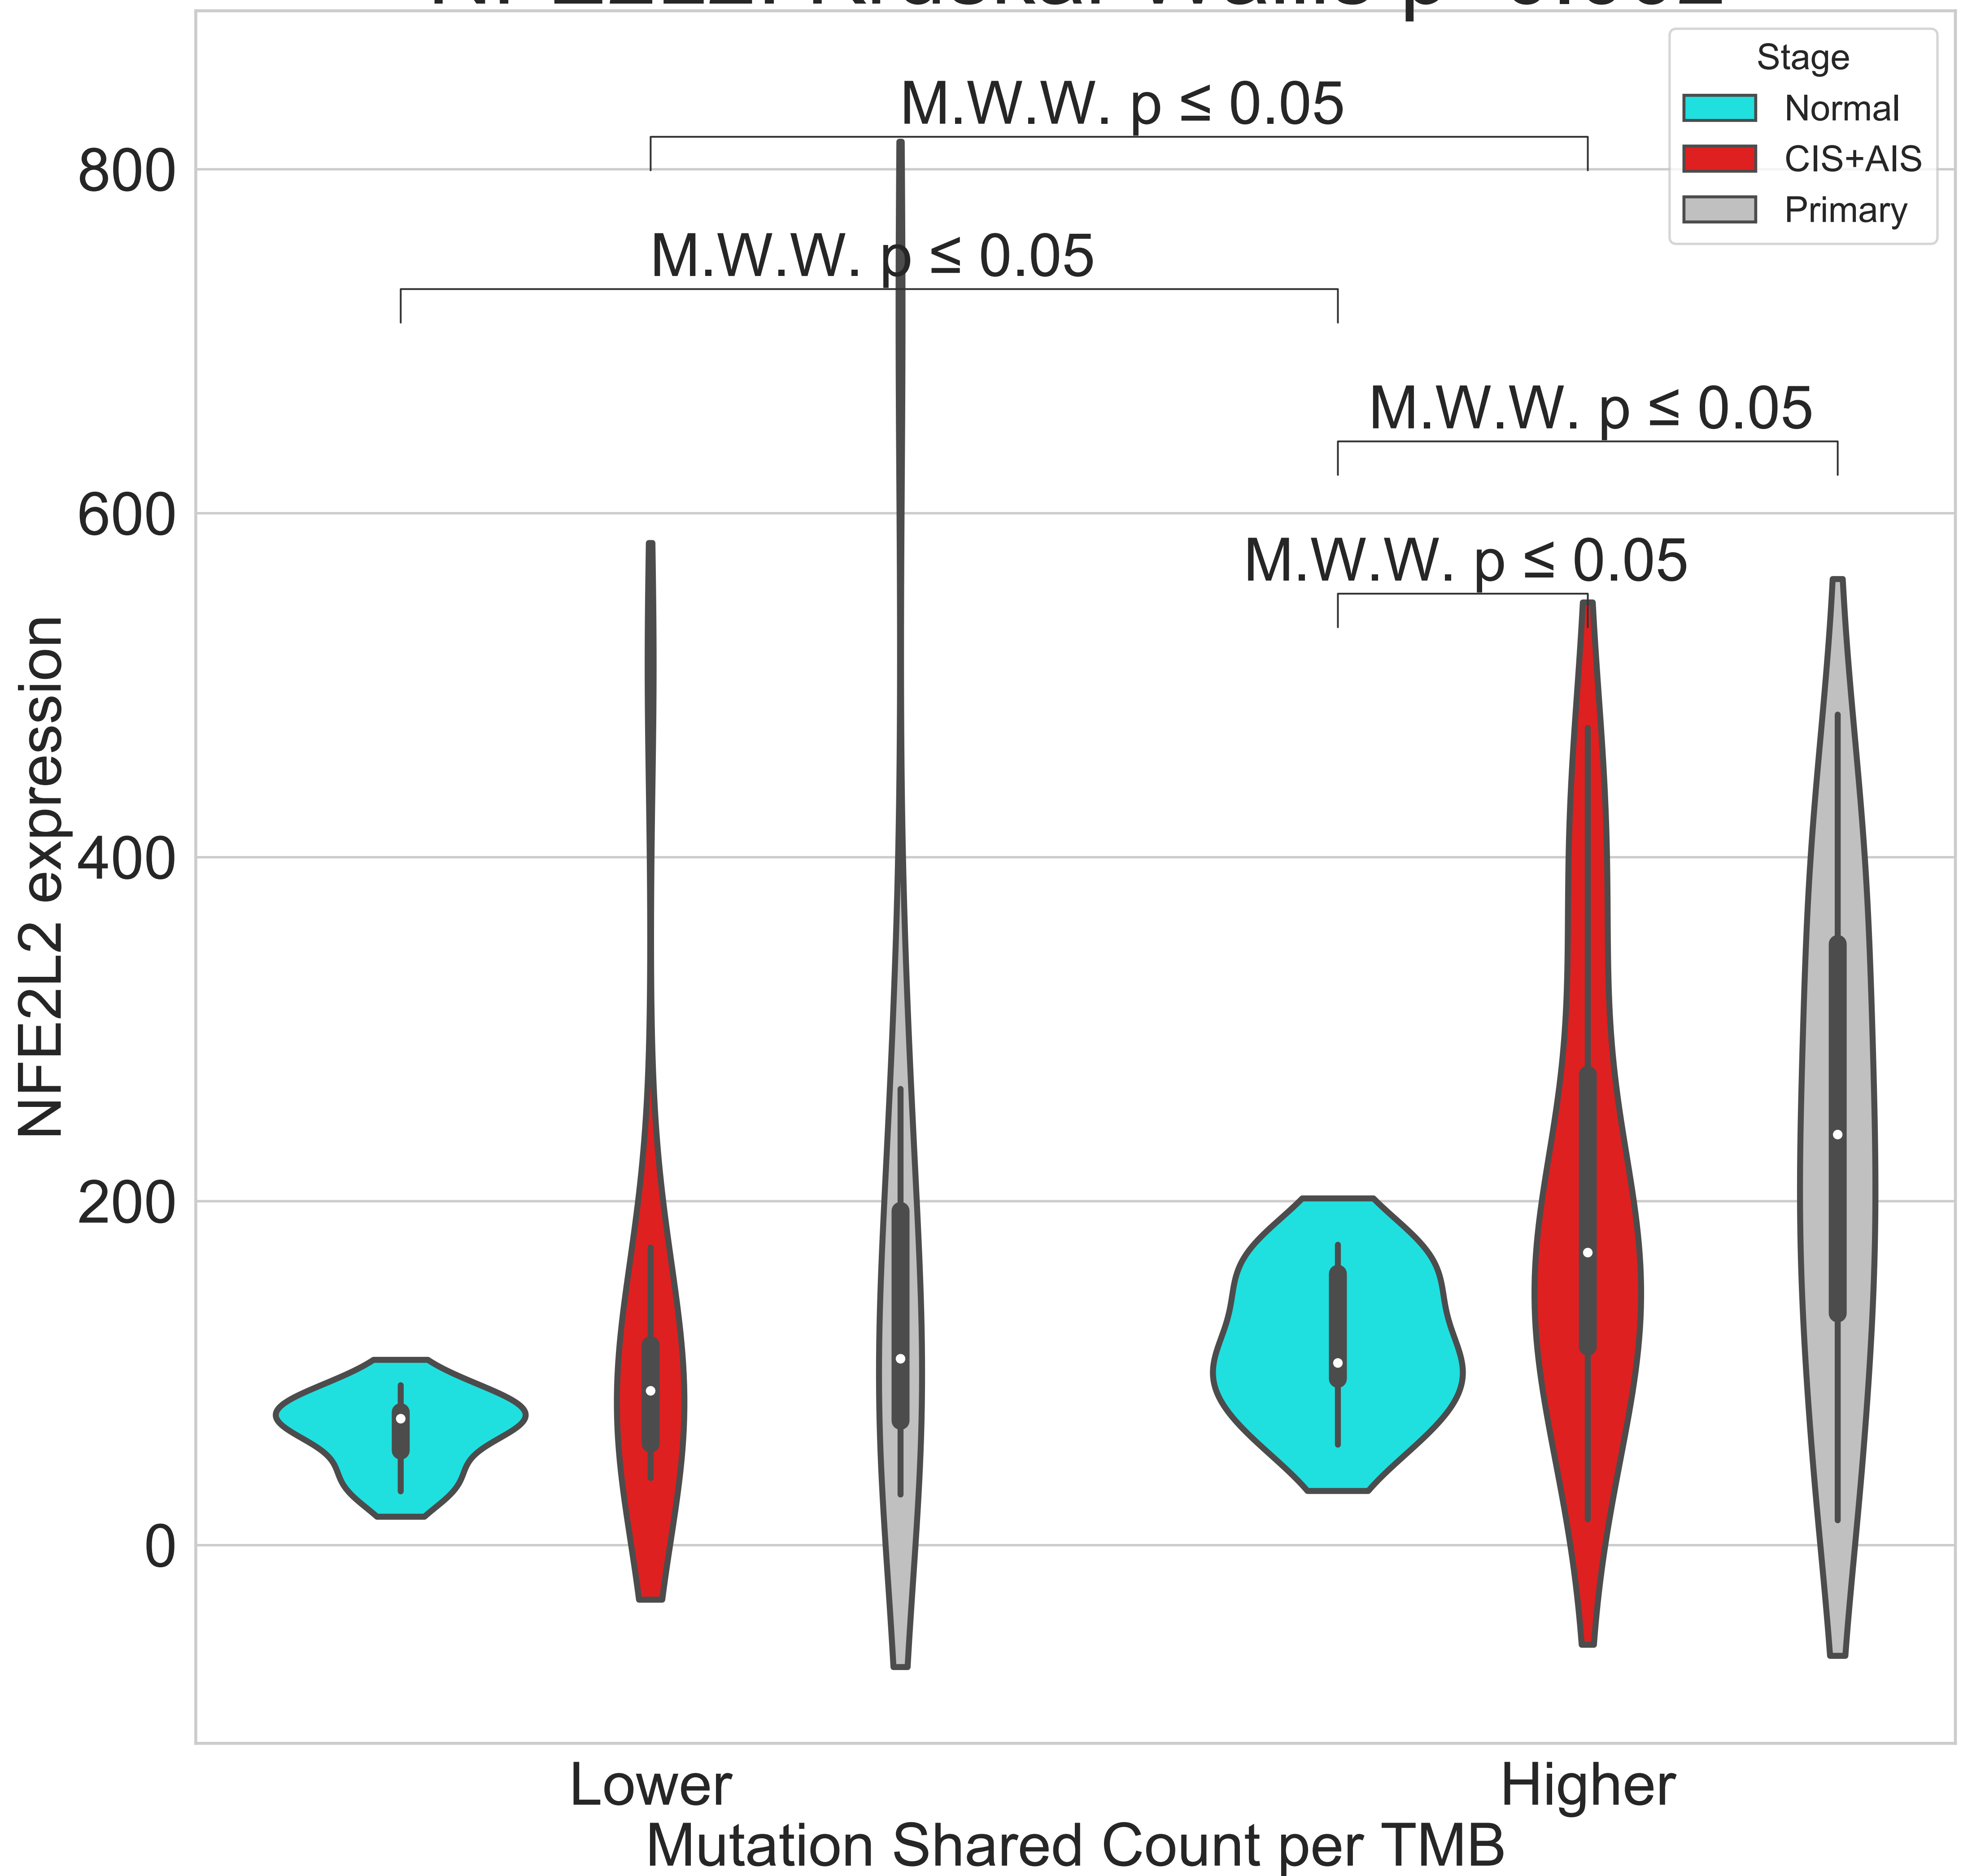 Stage
Normal
CIS+AIS
Primary
M.W.W. p ≤ 0.05
M.W.W. p ≤ 0.05
M.W.W. p ≤ 0.05
M.W.W. p ≤ 0.05
800
600
400
200
0
NFE2L2 expression
Lower
Higher
Mutation Shared Count per TMB